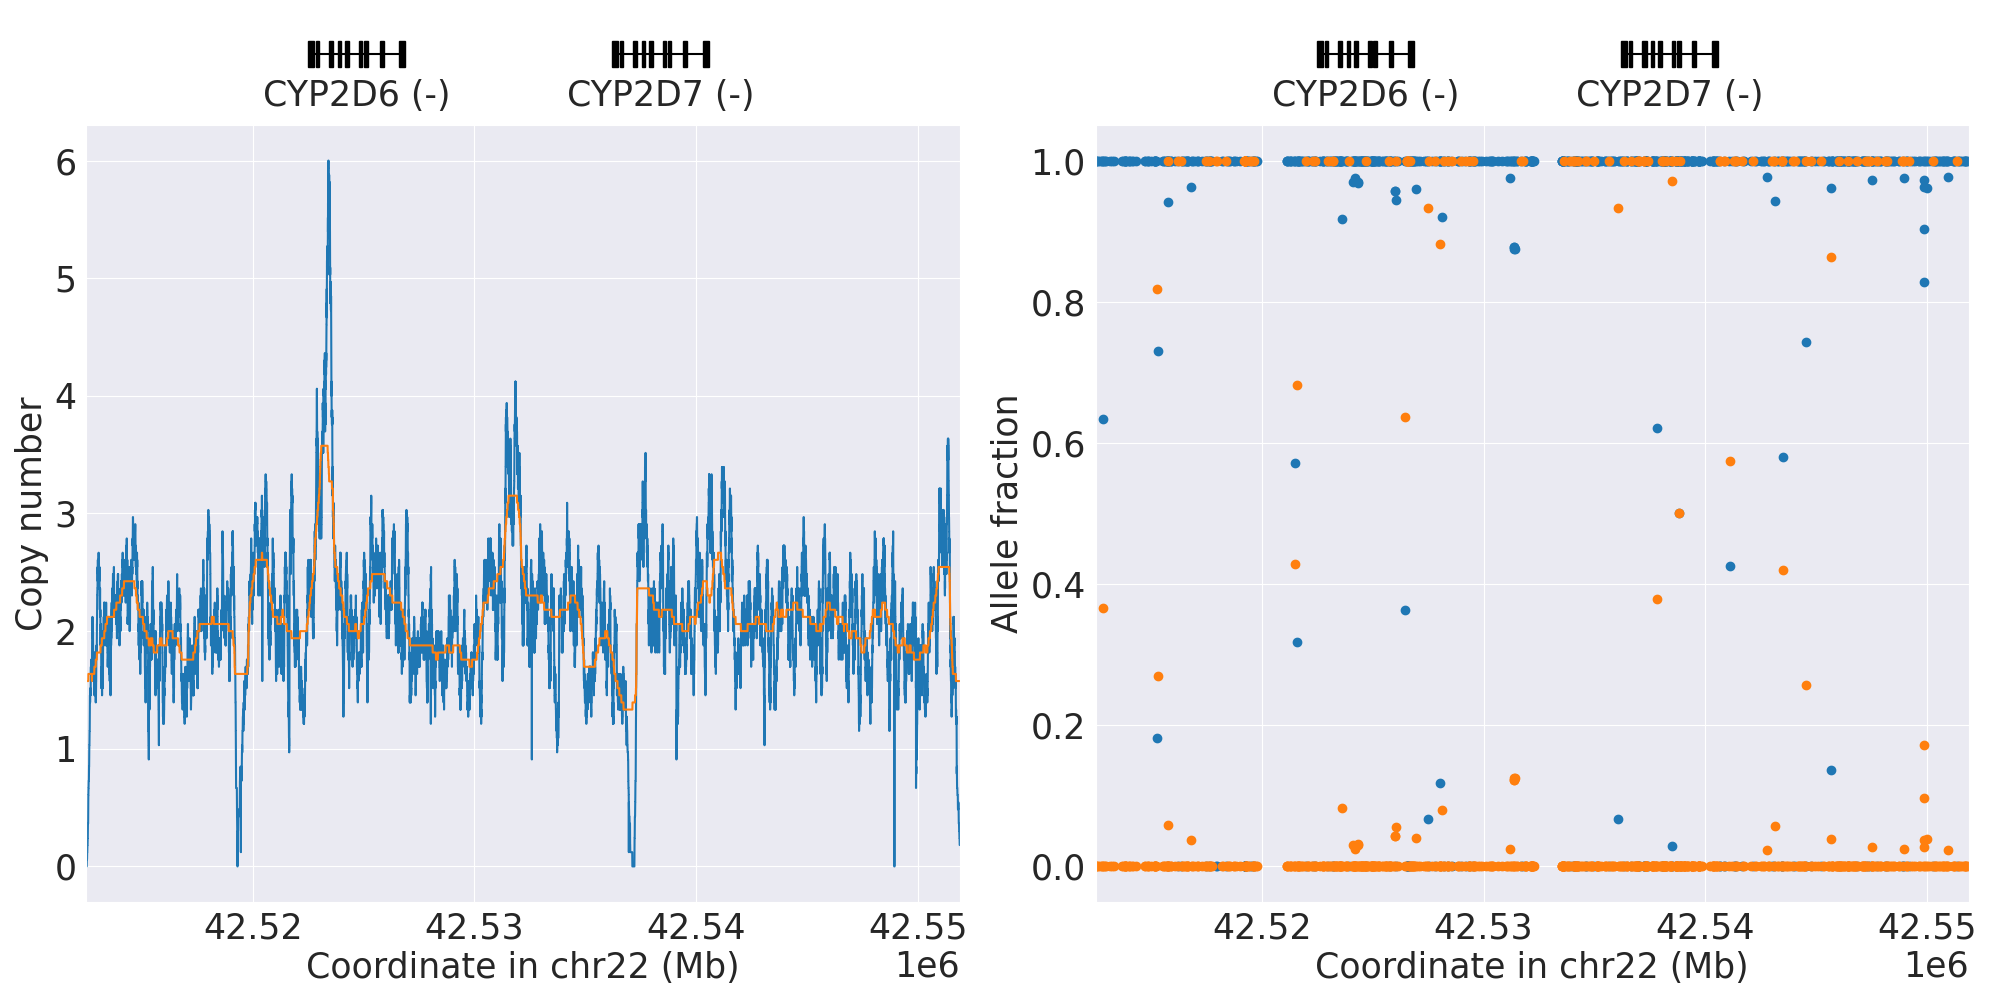 CYP2D6 (-) CYP2D7 (-)
6
5
4
3
2
1
0
Copy number
42.52 42.53 42.54 42.55
1e6
Coordinate in chr22 (Mb)
CYP2D6 (-) CYP2D7 (-)
1.0
0.8
0.6
0.4
0.2
0.0
Allele fraction
42.52 42.53 42.54 42.55
1e6
Coordinate in chr22 (Mb)